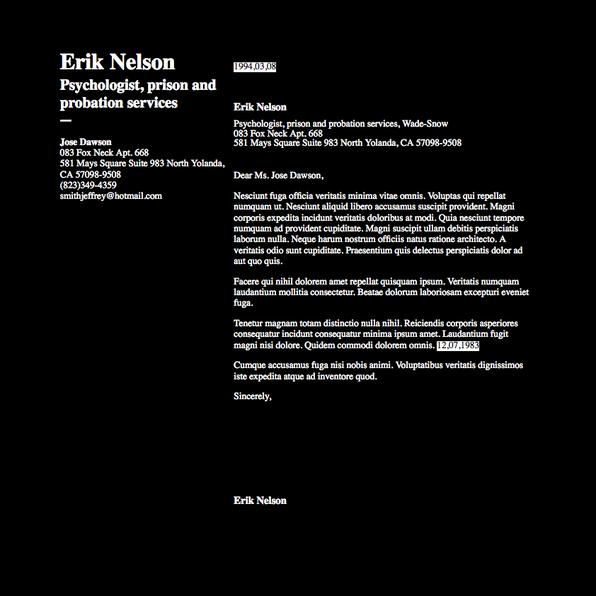 Erik Nelson
Psychologist, prison and
probation services
—
Jose Dawson
083 Fox Neck Apt. 668
581 Mays Square Suite 983 North Yolanda,
CA 57098-9508
(823)349-4359
smithjeffrey@hotmail.com
1994,03,08
Erik Nelson
Psychologist, prison and probation services, Wade-Snow
083 Fox Neck Apt. 668
581 Mays Square Suite 983 North Yolanda, CA 57098-9508
Dear Ms. Jose Dawson,
Nesciunt fuga officia veritatis minima vitae omnis. Voluptas qui repellat
numquam ut. Nesciunt aliquid libero accusamus suscipit provident. Magni
corporis expedita incidunt veritatis doloribus at modi. Quia nesciunt tempore
numquam ad provident cupiditate. Magni suscipit ullam debitis perspiciatis
laborum nulla. Neque harum nostrum officiis natus ratione architecto. A
veritatis odio sunt cupiditate. Praesentium quis delectus perspiciatis dolor ad
aut quo quis.
Facere qui nihil dolorem amet repellat quisquam ipsum. Veritatis numquam
laudantium mollitia consectetur. Beatae dolorum laboriosam excepturi eveniet
fuga.
Tenetur magnam totam distinctio nulla nihil. Reiciendis corporis asperiores
consequatur incidunt consequatur minima ipsum amet. Laudantium fugit
magni nisi dolore. Quidem commodi dolorem omnis. 12,07,1983
Cumque accusamus fuga nisi nobis animi. Voluptatibus veritatis dignissimos
iste expedita atque ad inventore quod.
Sincerely,
Erik Nelson